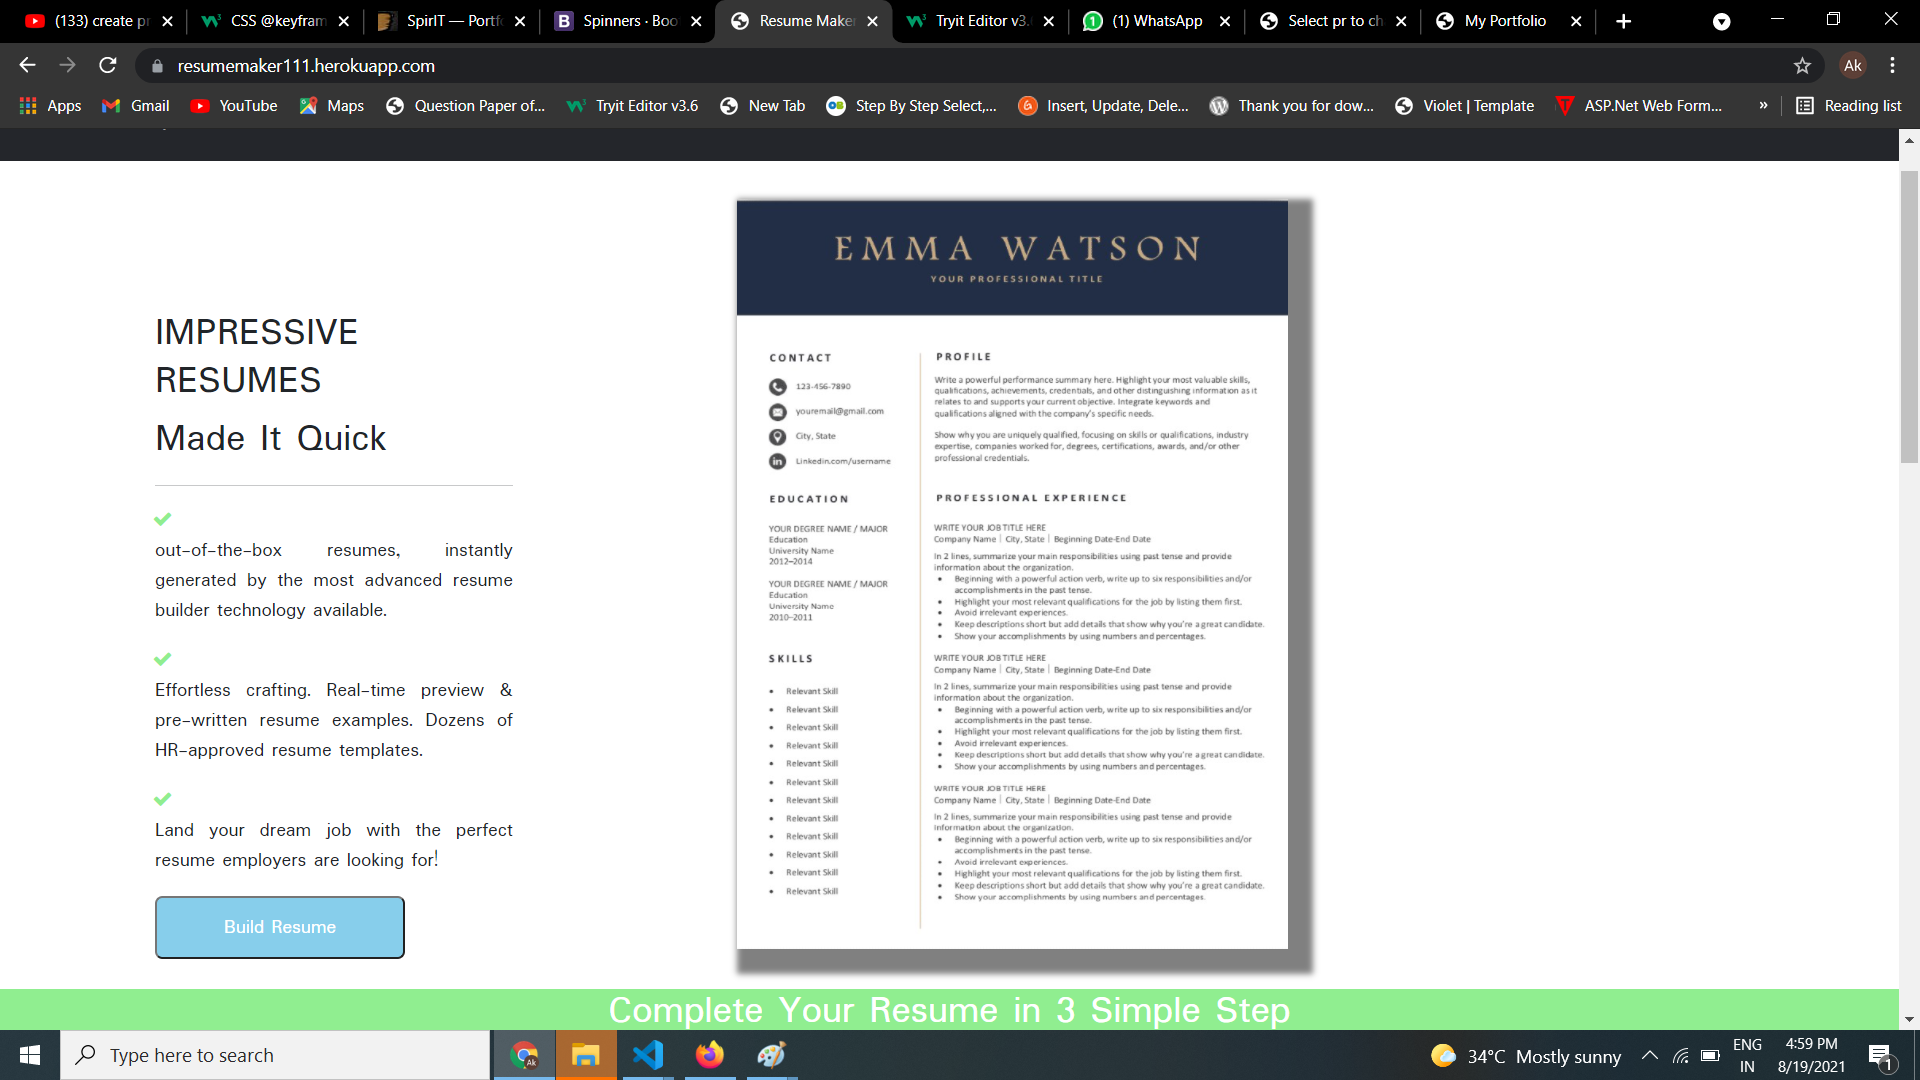 (133) create pr
CSS @keyfram
SpirIT — Portf
Spinners · Boo
Resume Maker
Tryit Editor v3.
(1) WhatsApp
Select pr to ch
My Portfolio
resumemaker111.herokuapp.com
Ak
Apps
Gmail
YouTube
Maps
Question Paper of...
Tryit Editor v3.6
New Tab
Step By Step Select,...
Insert, Update, Dele...
Thank you for dow...
Violet | Template
ASP.Net Web Form...
»
Reading list
IMPRESSIVE
RESUMES
Made It Quick
out-of-the-box resumes, instantly
generated by the most advanced resume
builder technology available.
Effortless crafting. Real-time preview &
pre-written resume examples. Dozens of
HR-approved resume templates.
Land your dream job with the perfect
resume employers are looking for!
Build Resume
EMMA WATSON
YOUR PROFESSIONAL TITLE
CONTACT
123-456-7890
youremail@gmail.com
City, State
Linkedin.com/username
EDUCATION
YOUR DEGREE NAME / MAJOR
Education
University Name
2012–2014
YOUR DEGREE NAME / MAJOR
Education
University Name
2010–2011
SKILLS
• Relevant Skill
• Relevant Skill
• Relevant Skill
• Relevant Skill
• Relevant Skill
• Relevant Skill
• Relevant Skill
• Relevant Skill
• Relevant Skill
• Relevant Skill
• Relevant Skill
• Relevant Skill
PROFILE
Write a powerful performance summary here. Highlight your most valuable skills,
qualifications, achievements, credentials, and other distinguishing information as it
relates to and supports your current objective. Integrate keywords and
qualifications aligned with the company's specific needs.
Show why you are uniquely qualified, focusing on skills or qualifications, industry
expertise, companies worked for, degrees, certifications, awards, and/or other
professional credentials.
PROFESSIONAL EXPERIENCE
WRITE YOUR JOB TITLE HERE
Company Name | City, State | Beginning Date-End Date
In 2 lines, summarize your main responsibilities using past tense and provide
information about the organization.
• Beginning with a powerful action verb, write up to six responsibilities and/or
accomplishments in the past tense.
• Highlight your most relevant qualifications for the job by listing them first.
• Avoid irrelevant experiences.
• Keep descriptions short but add details that show why you're a great candidate.
• Show your accomplishments by using numbers and percentages.
WRITE YOUR JOB TITLE HERE
Company Name | City, State | Beginning Date-End Date
In 2 lines, summarize your main responsibilities using past tense and provide
information about the organization.
• Beginning with a powerful action verb, write up to six responsibilities and/or
accomplishments in the past tense.
• Highlight your most relevant qualifications for the job by listing them first.
• Avoid irrelevant experiences.
• Keep descriptions short but add details that show why you're a great candidate.
• Show your accomplishments by using numbers and percentages.
WRITE YOUR JOB TITLE HERE
Company Name | City, State | Beginning Date-End Date
In 2 lines, summarize your main responsibilities using past tense and provide
information about the organization.
• Beginning with a powerful action verb, write up to six responsibilities and/or
accomplishments in the past tense.
• Avoid irrelevant experiences.
• Highlight your most relevant qualifications for the job by listing them first.
• Keep descriptions short but add details that show why you're a great candidate.
• Show your accomplishments by using numbers and percentages.
Complete Your Resume in 3 Simple Step
Type here to search
34°C Mostly sunny
ENG
IN
4:59 PM
8/19/2021
1